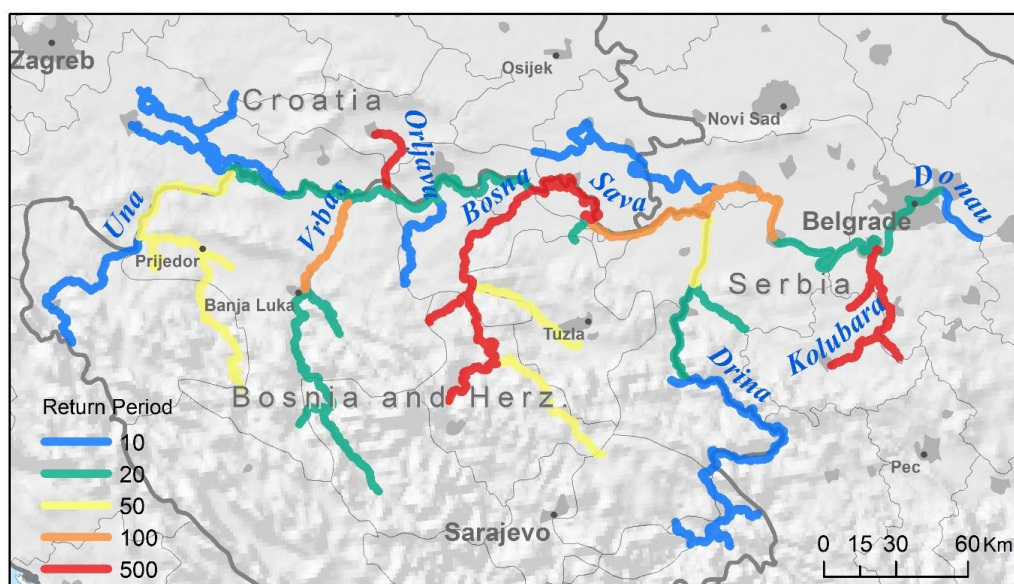 Zagreb
Osijek
Croatia
Novi Sad
Orljava
Donau
Una
Vrbas
Bosna
Sava
Belgrade
Prijedor
Serbia
Banja Luka
Tuzla
Kolubara
Drina
Bosnia and Herz.
Return Period
10
20
50
100
500
Pec
Sarajevo
0 15 30 60 Km